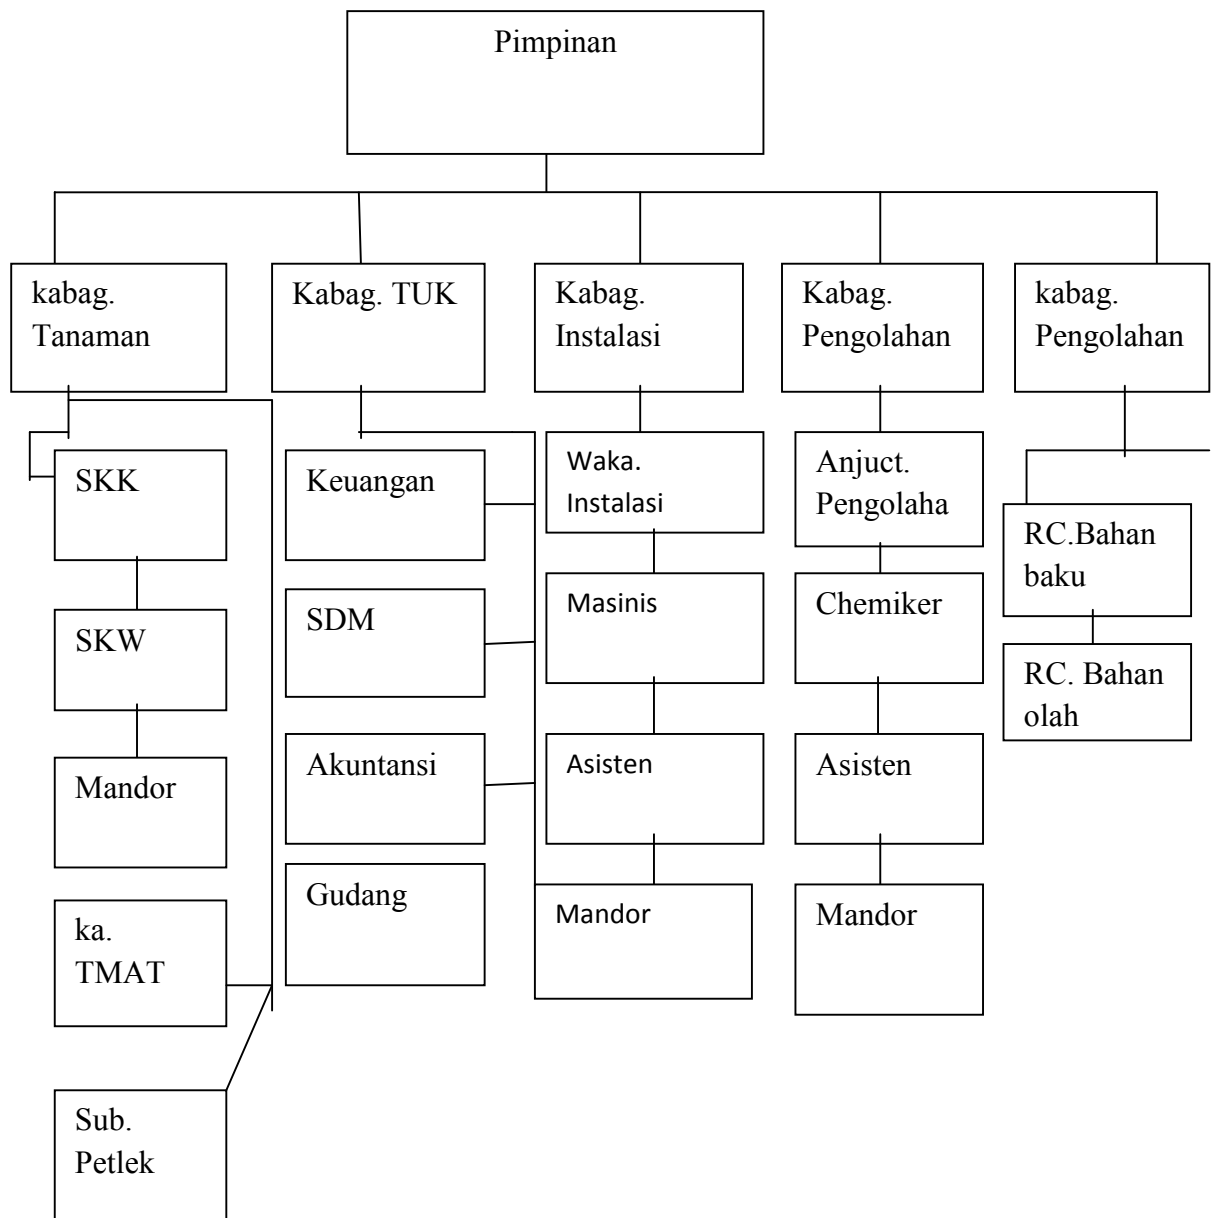 Pimpinan
kabag.
Tanaman
Kabag. TUK
Kabag.
Instalasi
Kabag.
Pengolahan
kabag.
Pengolahan
SKK
Keuangan
Waka.
Instalasi
Anjuct.
Pengolaha
RC.Bahan
baku
SKW
SDM
Masinis
Chemiker
RC. Bahan
olah
Mandor
Akuntansi
Asisten
Asisten
ka.
TMAT
Gudang
Mandor
Mandor
Sub.
Petlek